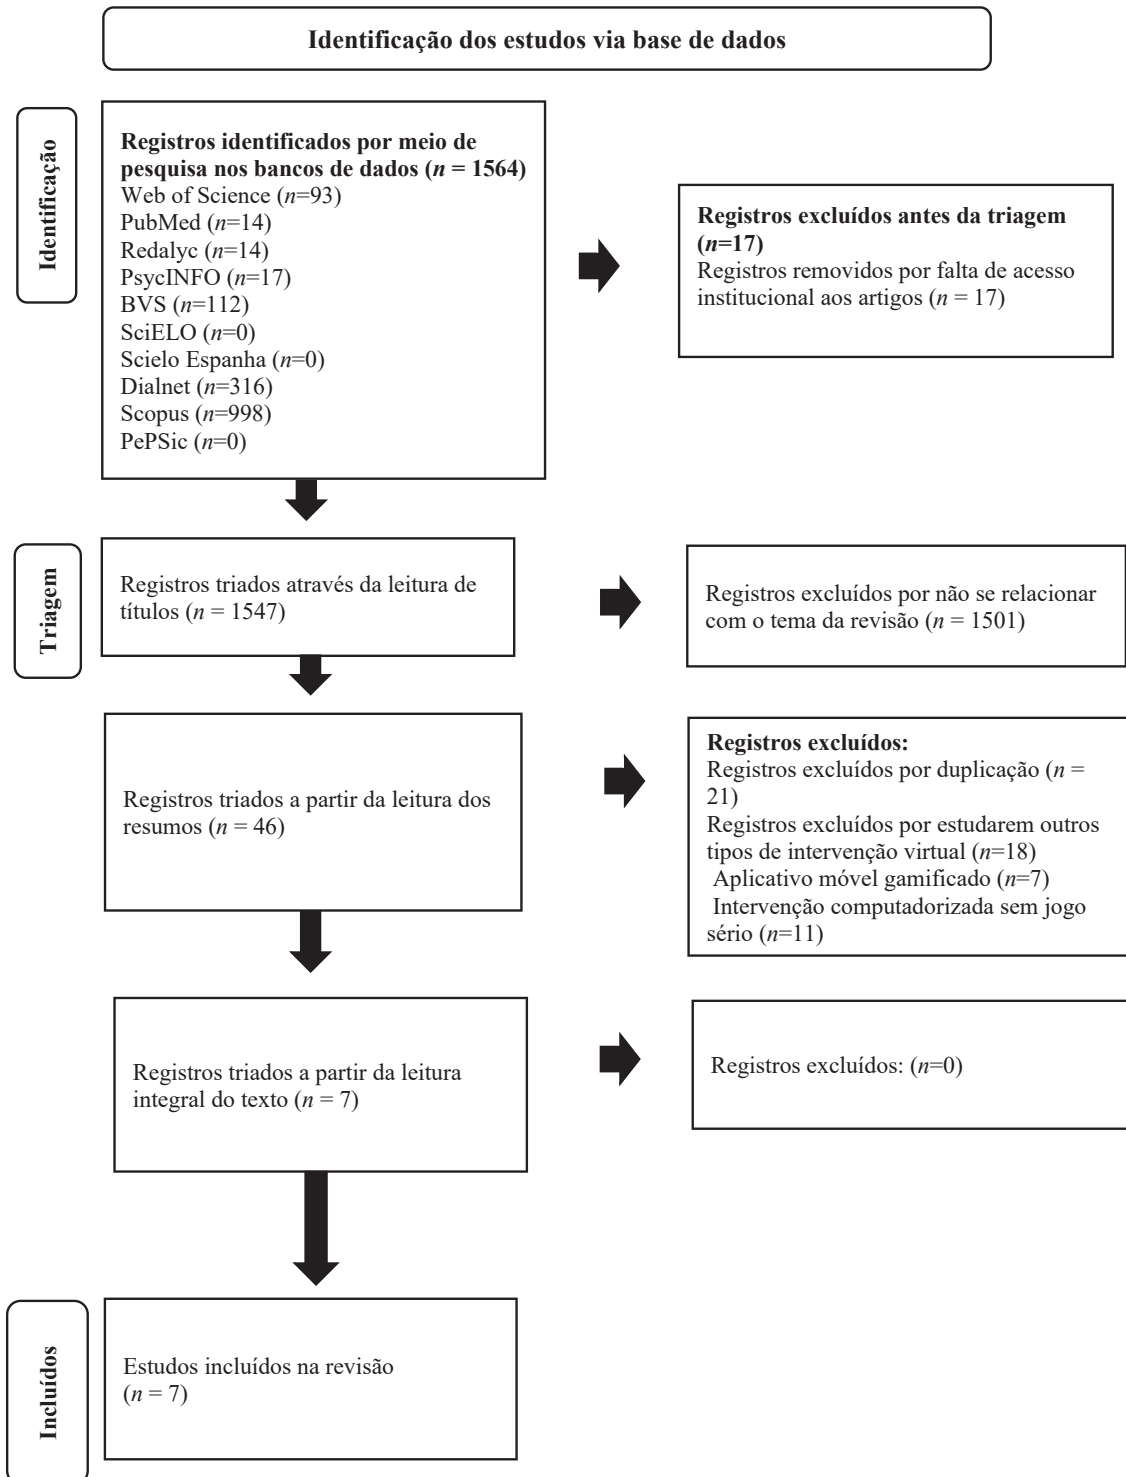 Identificação dos estudos via base de dados
Identificação
Registros identificados por meio de
pesquisa nos bancos de dados (n = 1564)
Web of Science (n=93)
PubMed (n=14)
Redalyc (n=14)
PsycINFO (n=17)
BVS (n=112)
SciELO (n=0)
Scielo Espanha (n=0)
Dialnet (n=316)
Scopus (n=998)
PePSic (n=0)
Registros excluídos antes da triagem
(n=17)
Registros removidos por falta de acesso
institucional aos artigos (n = 17)
Triagem
Registros triados através da leitura de
títulos (n = 1547)
Registros excluídos por não se relacionar
com o tema da revisão (n = 1501)
Registros triados a partir da leitura dos
resumos (n = 46)
Registros excluídos:
Registros excluídos por duplicação (n =
21)
Registros excluídos por estudarem outros
tipos de intervenção virtual (n=18)
Aplicativo móvel gamificado (n=7)
Intervenção computadorizada sem jogo
sério (n=11)
Registros triados a partir da leitura
integral do texto (n = 7)
Registros excluídos: (n=0)
Incluídos
Estudos incluídos na revisão
(n = 7)